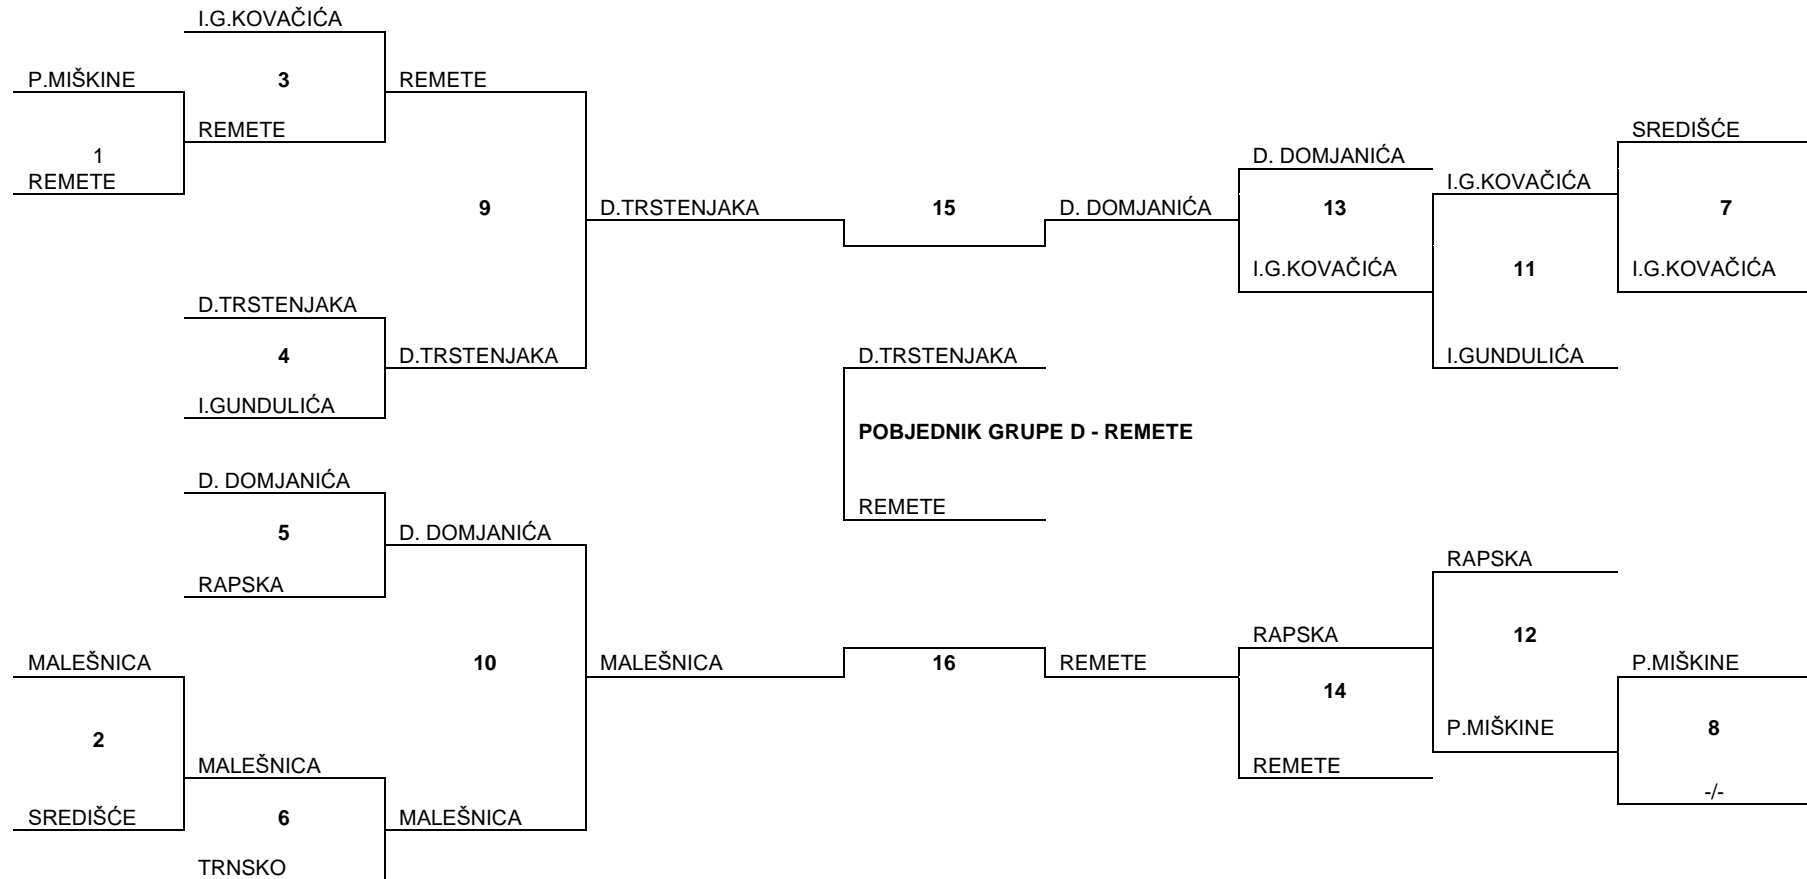 I.G.KOVAČIĆA
P.MIŠKINE 3 REMETE
REMETE SREDIŠĆE
1 D. DOMJANIĆA
REMETE I.G.KOVAČIĆA
9 D.TRSTENJAKA 15 D. DOMJANIĆA 13 7
I.G.KOVAČIĆA 11 I.G.KOVAČIĆA
D.TRSTENJAKA
4 D.TRSTENJAKA D.TRSTENJAKA I.GUNDULIĆA
I.GUNDULIĆA
POBJEDNIK GRUPE D - REMETE
D. DOMJANIĆA
REMETE
5 D. DOMJANIĆA
RAPSKA
RAPSKA
RAPSKA 12
MALEŠNICA 10 MALEŠNICA 16 REMETE P.MIŠKINE
14
2 P.MIŠKINE 8
MALEŠNICA REMETE
-/-
SREDIŠĆE 6 MALEŠNICA
TRNSKO